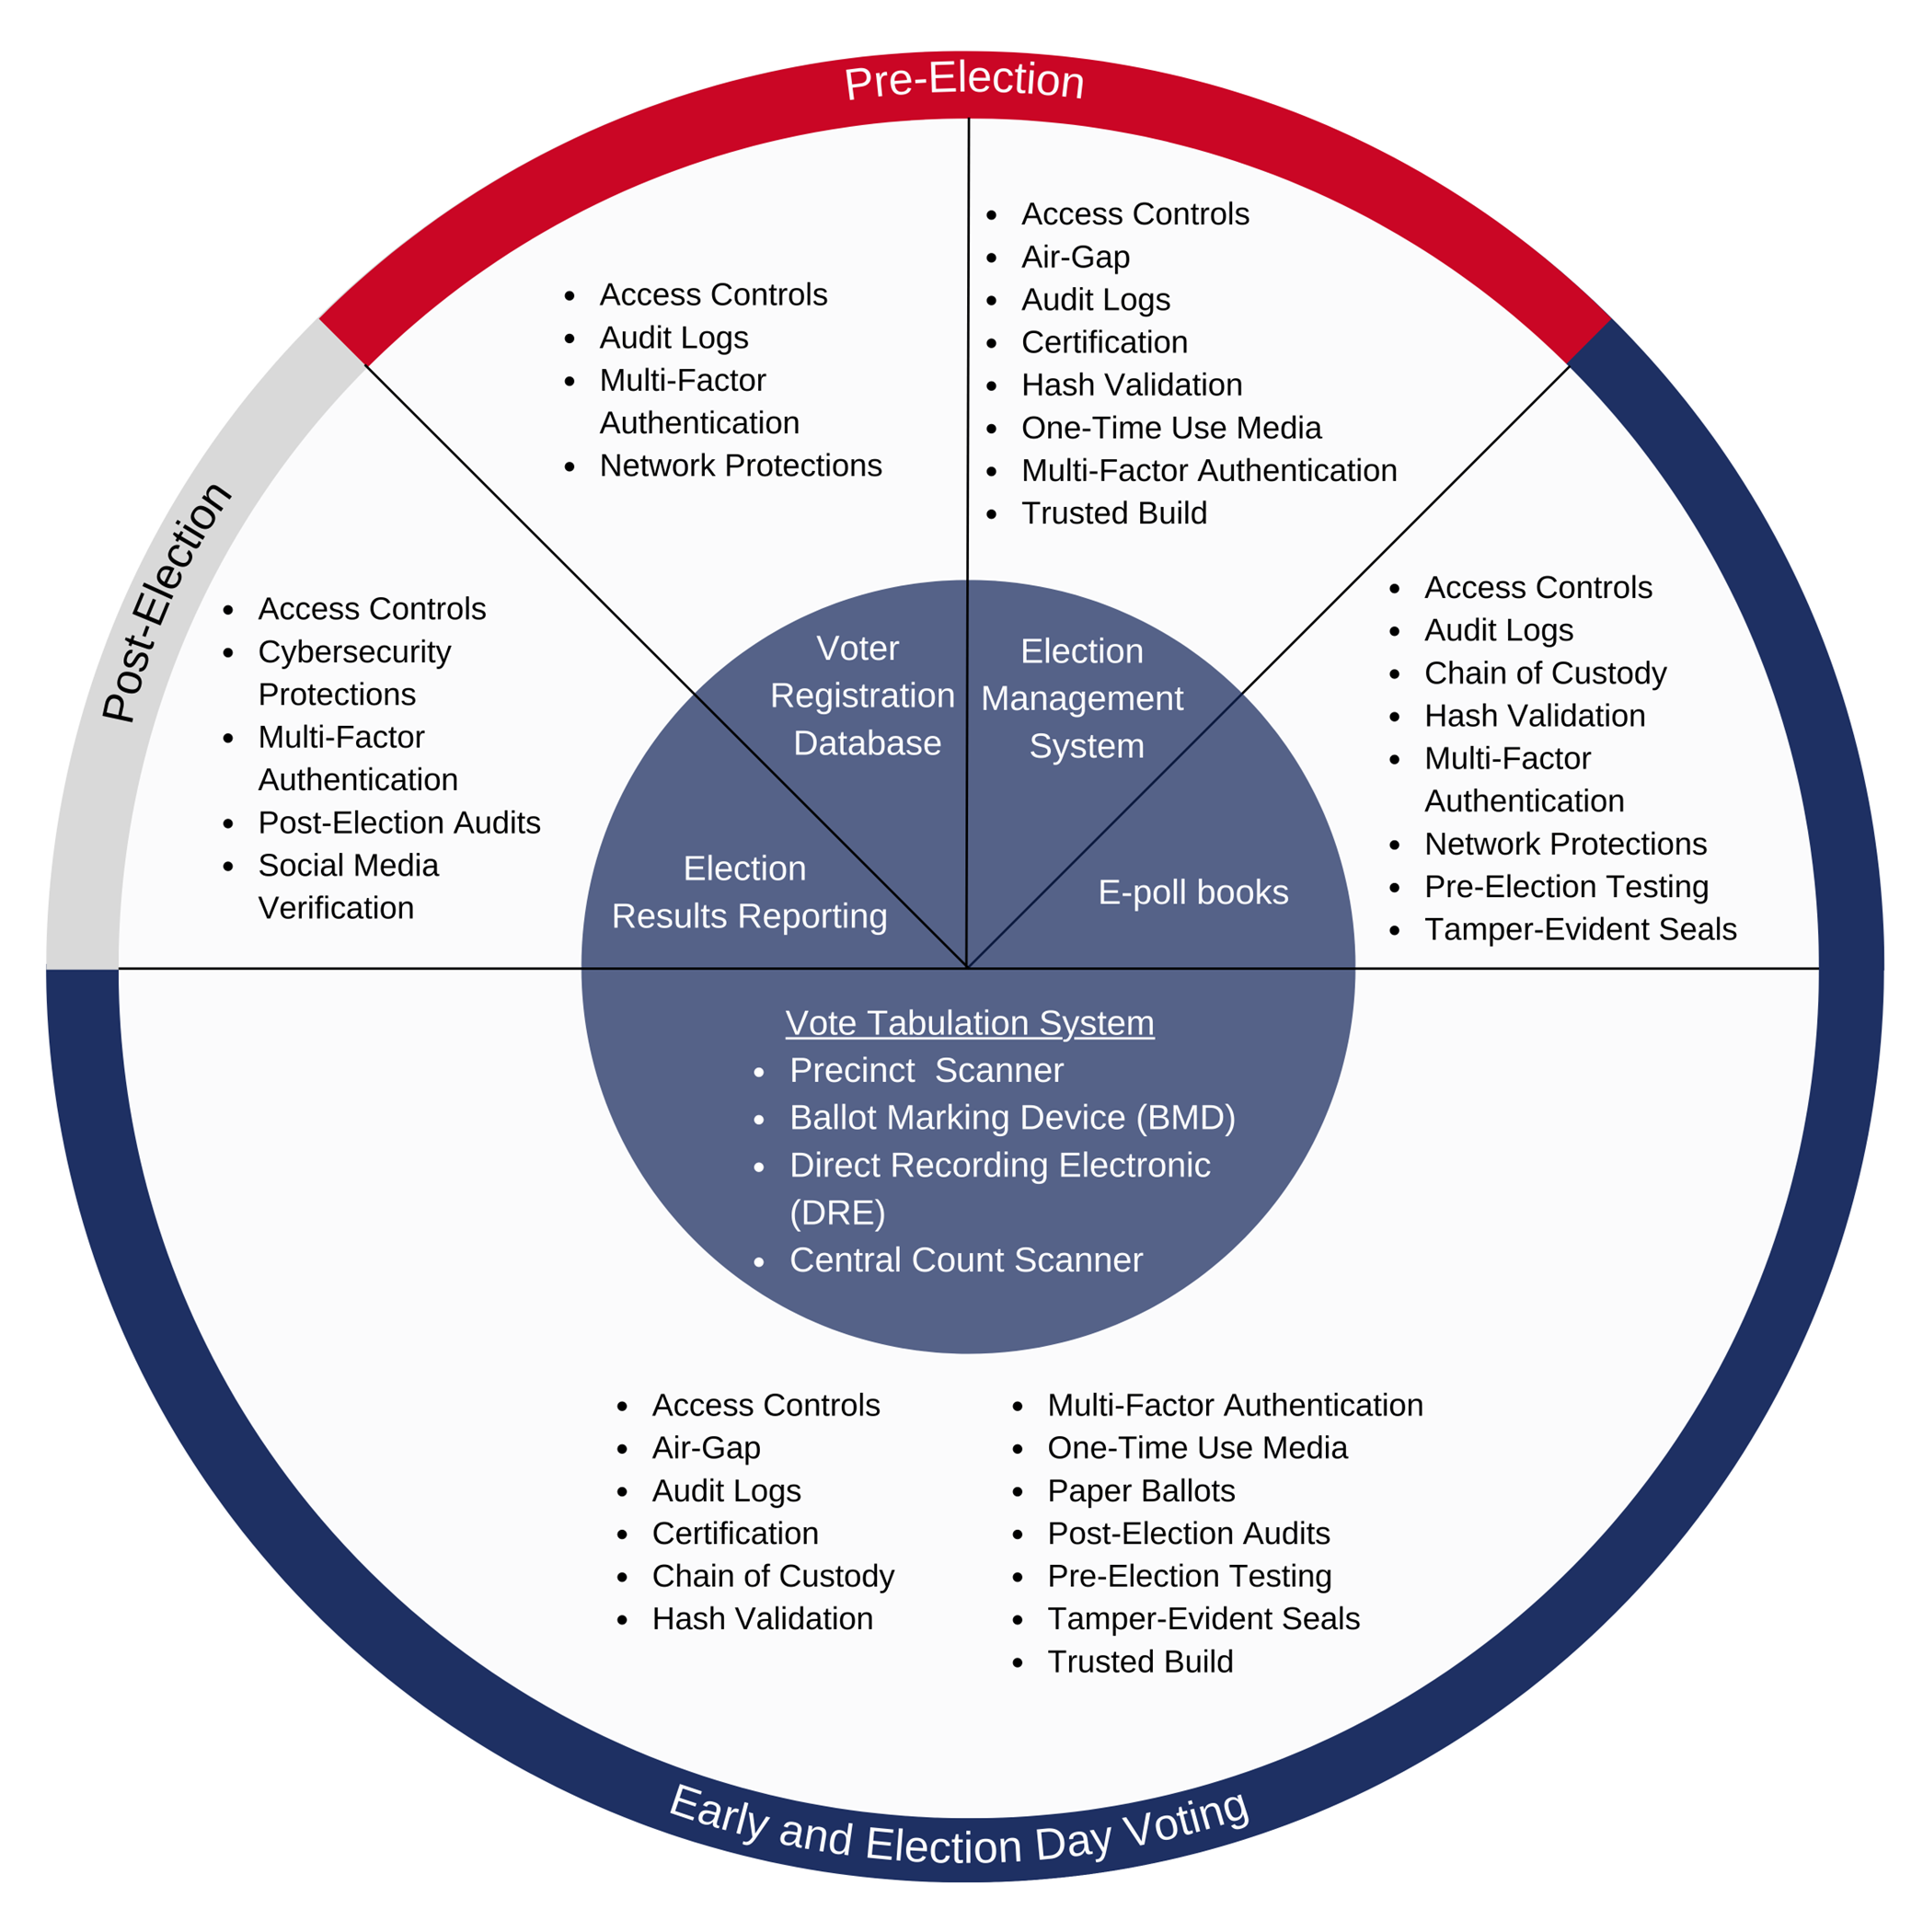 Pre-Election
• Access Controls
• Audit Logs
• Multi-Factor
Authentication
• Network Protections
Voter
Registration
Database
• Access Controls
• Air-Gap
• Audit Logs
• Certification
• Hash Validation
• One-Time Use Media
• Multi-Factor Authentication
• Trusted Build
Election
Management
System
• Access Controls
• Audit Logs
• Chain of Custody
• Hash Validation
• Multi-Factor
Authentication
• Network Protections
• Pre-Election Testing
• Tamper-Evident Seals
E-poll books
Post-Election
• Access Controls
• Cybersecurity
Protections
• Multi-Factor
Authentication
• Post-Election Audits
• Social Media
Verification
Election
Results Reporting
Vote Tabulation System
• Precinct  Scanner
• Ballot Marking Device (BMD)
• Direct Recording Electronic
(DRE)
• Central Count Scanner
• Access Controls
• Air-Gap
• Audit Logs
• Certification
• Chain of Custody
• Hash Validation
• Multi-Factor Authentication
• One-Time Use Media
• Paper Ballots
• Post-Election Audits
• Pre-Election Testing
• Tamper-Evident Seals
• Trusted Build
Early and Election Day Voting